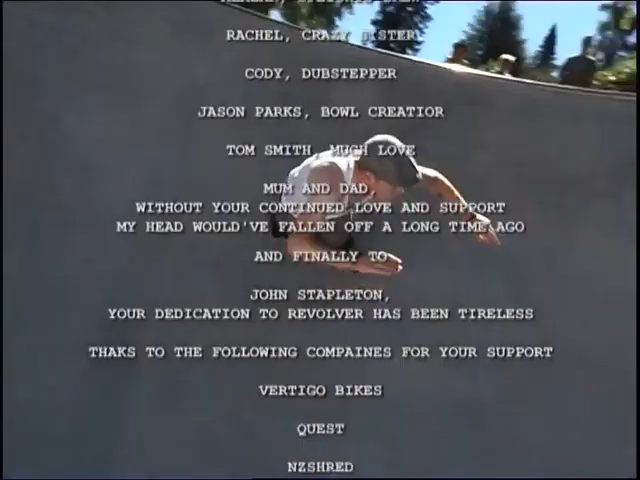 RACHEL, CRAZY SISTER
CODY, DUBSTEPPER
JASON PARKS, BOWL CREATIOR
TOM SMITH, MUCH LOVE
MUM AND DAD,
WITHOUT YOUR CONTINUED LOVE AND SUPPORT
MY HEAD WOULD'VE FALLEN OFF A LONG TIME AGO
AND FINALLY TO
JOHN STAPLETON,
YOUR DEDICATION TO REVOLVER HAS BEEN TIRELESS
THAKS TO THE FOLLOWING COMPAINES FOR YOUR SUPPORT
VERTIGO BIKES
QUEST
NZSHRED